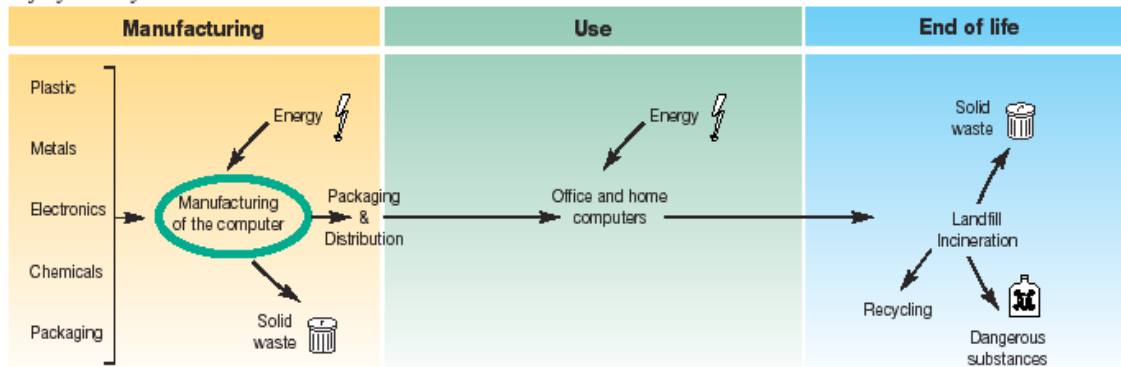 Manufacturing
Use
End of life
Plastic
Metals
Electronics
Chemicals
Packaging
Energy
Manufacturing
of the computer
Packaging
&
Distribution
Solid
waste
Energy
Office and home
computers
Solid
waste
Landfill
Incineration
Recycling
Dangerous
substances